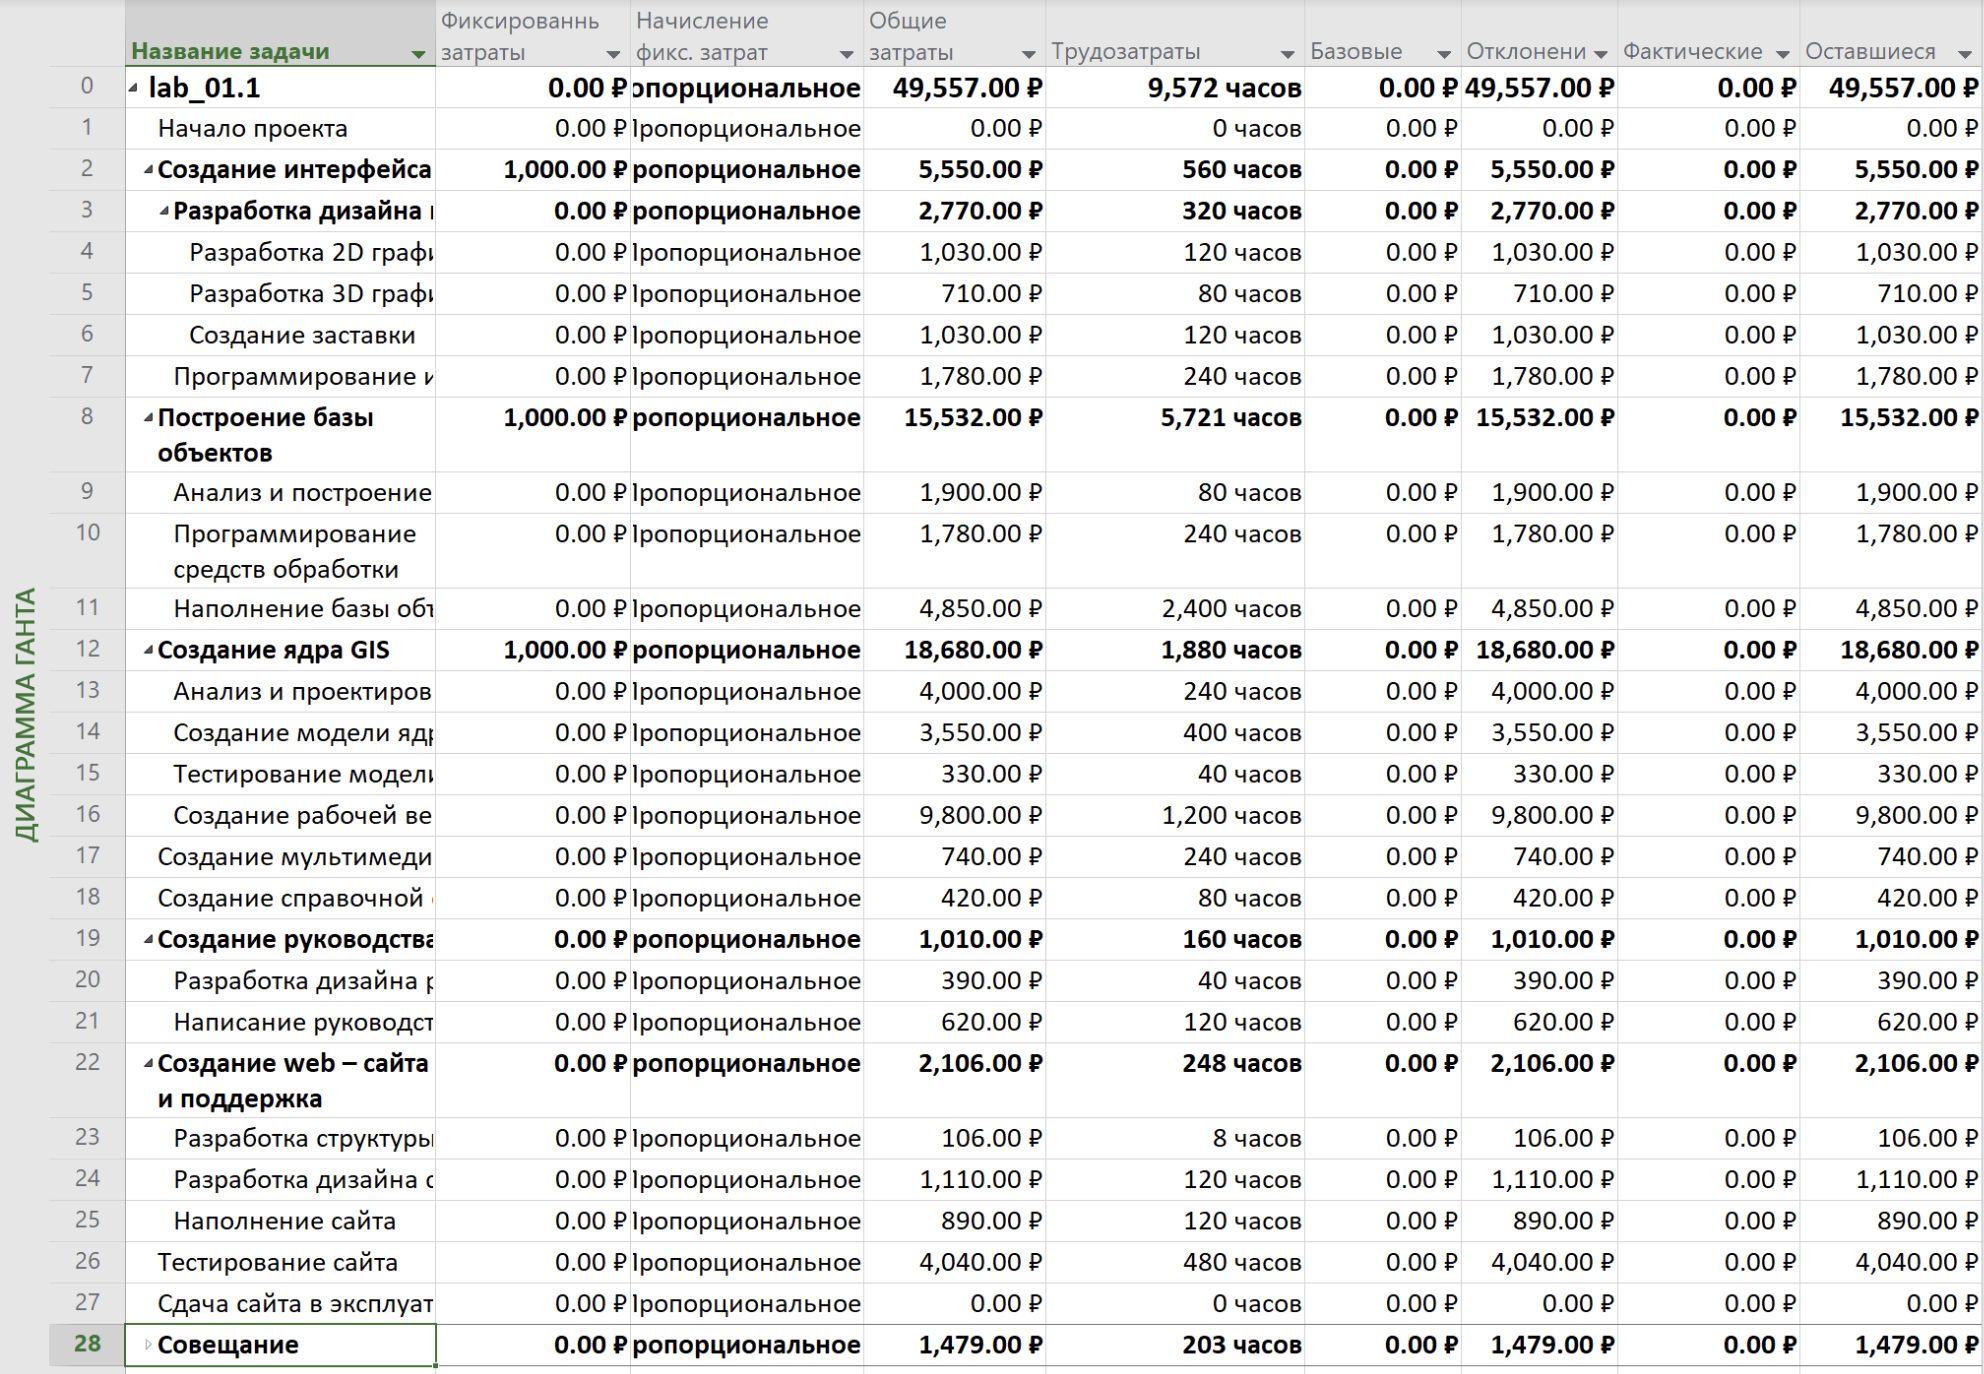 Фиксированнь Начисление Общие
Название задачи затраты фикс. затрат затраты Трудозатраты Базовые Отклонени Фактические Оставшиеся
0 lab_01.1 0.00 ₽ опорциональное 49,557.00 ₽ 9,572 часов 0.00 ₽ 49,557.00 ₽ 0.00 ₽ 49,557.00 ₽
1 Начало проекта 0.00 ₽ Пропорциональное 0.00 ₽ 0 часов 0.00 ₽ 0.00 ₽ 0.00 ₽ 0.00 ₽
2 Создание интерфейса 1,000.00 ₽ ропорциональное 5,550.00 ₽ 560 часов 0.00 ₽ 5,550.00 ₽ 0.00 ₽ 5,550.00 ₽
3 Разработка дизайна 0.00 ₽ ропорциональное 2,770.00 ₽ 320 часов 0.00 ₽ 2,770.00 ₽ 0.00 ₽ 2,770.00 ₽
4 Разработка 2D графи 0.00 ₽ Пропорциональное 1,030.00 ₽ 120 часов 0.00 ₽ 1,030.00 ₽ 0.00 ₽ 1,030.00 ₽
5 Разработка 3D графи 0.00 ₽ Пропорциональное 710.00 ₽ 80 часов 0.00 ₽ 710.00 ₽ 0.00 ₽ 710.00 ₽
6 Создание заставки 0.00 ₽ Пропорциональное 1,030.00 ₽ 120 часов 0.00 ₽ 1,030.00 ₽ 0.00 ₽ 1,030.00 ₽
7 Программирование и 0.00 ₽ Пропорциональное 1,780.00 ₽ 240 часов 0.00 ₽ 1,780.00 ₽ 0.00 ₽ 1,780.00 ₽
8 Построение базы 1,000.00 ₽ ропорциональное 15,532.00 ₽ 5,721 часов 0.00 ₽ 15,532.00 ₽ 0.00 ₽ 15,532.00 ₽
объектов
9 Анализ и построение 0.00 ₽ Пропорциональное 1,900.00 ₽ 80 часов 0.00 ₽ 1,900.00 ₽ 0.00 ₽ 1,900.00 ₽
10 Программирование 0.00 ₽ Пропорциональное 1,780.00 ₽ 240 часов 0.00 ₽ 1,780.00 ₽ 0.00 ₽ 1,780.00 ₽
средств обработки
11 Наполнение базы объ 0.00 ₽ Пропорциональное 4,850.00 ₽ 2,400 часов 0.00 ₽ 4,850.00 ₽ 0.00 ₽ 4,850.00 ₽
12 Создание ядра GIS 1,000.00 ₽ ропорциональное 18,680.00 ₽ 1,880 часов 0.00 ₽ 18,680.00 ₽ 0.00 ₽ 18,680.00 ₽
13 Анализ и проектиров 0.00 ₽ Пропорциональное 4,000.00 ₽ 240 часов 0.00 ₽ 4,000.00 ₽ 0.00 ₽ 4,000.00 ₽
14 Создание модели ядр 0.00 ₽ Пропорциональное 3,550.00 ₽ 400 часов 0.00 ₽ 3,550.00 ₽ 0.00 ₽ 3,550.00 ₽
15 Тестирование модели 0.00 ₽ Пропорциональное 330.00 ₽ 40 часов 0.00 ₽ 330.00 ₽ 0.00 ₽ 330.00 ₽
16 Создание рабочей ве 0.00 ₽ Пропорциональное 9,800.00 ₽ 1,200 часов 0.00 ₽ 9,800.00 ₽ 0.00 ₽ 9,800.00 ₽
17 Создание мультимеди 0.00 ₽ Пропорциональное 740.00 ₽ 240 часов 0.00 ₽ 740.00 ₽ 0.00 ₽ 740.00 ₽
18 Создание справочной 0.00 ₽ Пропорциональное 420.00 ₽ 80 часов 0.00 ₽ 420.00 ₽ 0.00 ₽ 420.00 ₽
19 Создание руководства 0.00 ₽ ропорциональное 1,010.00 ₽ 160 часов 0.00 ₽ 1,010.00 ₽ 0.00 ₽ 1,010.00 ₽
20 Разработка дизайна р 0.00 ₽ Пропорциональное 390.00 ₽ 40 часов 0.00 ₽ 390.00 ₽ 0.00 ₽ 390.00 ₽
21 Написание руководст 0.00 ₽ Пропорциональное 620.00 ₽ 120 часов 0.00 ₽ 620.00 ₽ 0.00 ₽ 620.00 ₽
22 Создание web – сайта 0.00 ₽ ропорциональное 2,106.00 ₽ 248 часов 0.00 ₽ 2,106.00 ₽ 0.00 ₽ 2,106.00 ₽
и поддержка
23 Разработка структуры 0.00 ₽ Пропорциональное 106.00 ₽ 8 часов 0.00 ₽ 106.00 ₽ 0.00 ₽ 106.00 ₽
24 Разработка дизайна с 0.00 ₽ Пропорциональное 1,110.00 ₽ 120 часов 0.00 ₽ 1,110.00 ₽ 0.00 ₽ 1,110.00 ₽
25 Наполнение сайта 0.00 ₽ Пропорциональное 890.00 ₽ 120 часов 0.00 ₽ 890.00 ₽ 0.00 ₽ 890.00 ₽
26 Тестирование сайта 0.00 ₽ Пропорциональное 4,040.00 ₽ 480 часов 0.00 ₽ 4,040.00 ₽ 0.00 ₽ 4,040.00 ₽
27 Сдача сайта в эксплуат 0.00 ₽ Пропорциональное 0.00 ₽ 0 часов 0.00 ₽ 0.00 ₽ 0.00 ₽ 0.00 ₽
28 Совещание 0.00 ₽ ропорциональное 1,479.00 ₽ 203 часов 0.00 ₽ 1,479.00 ₽ 0.00 ₽ 1,479.00 ₽
ДИАГРАММА ГАНТА